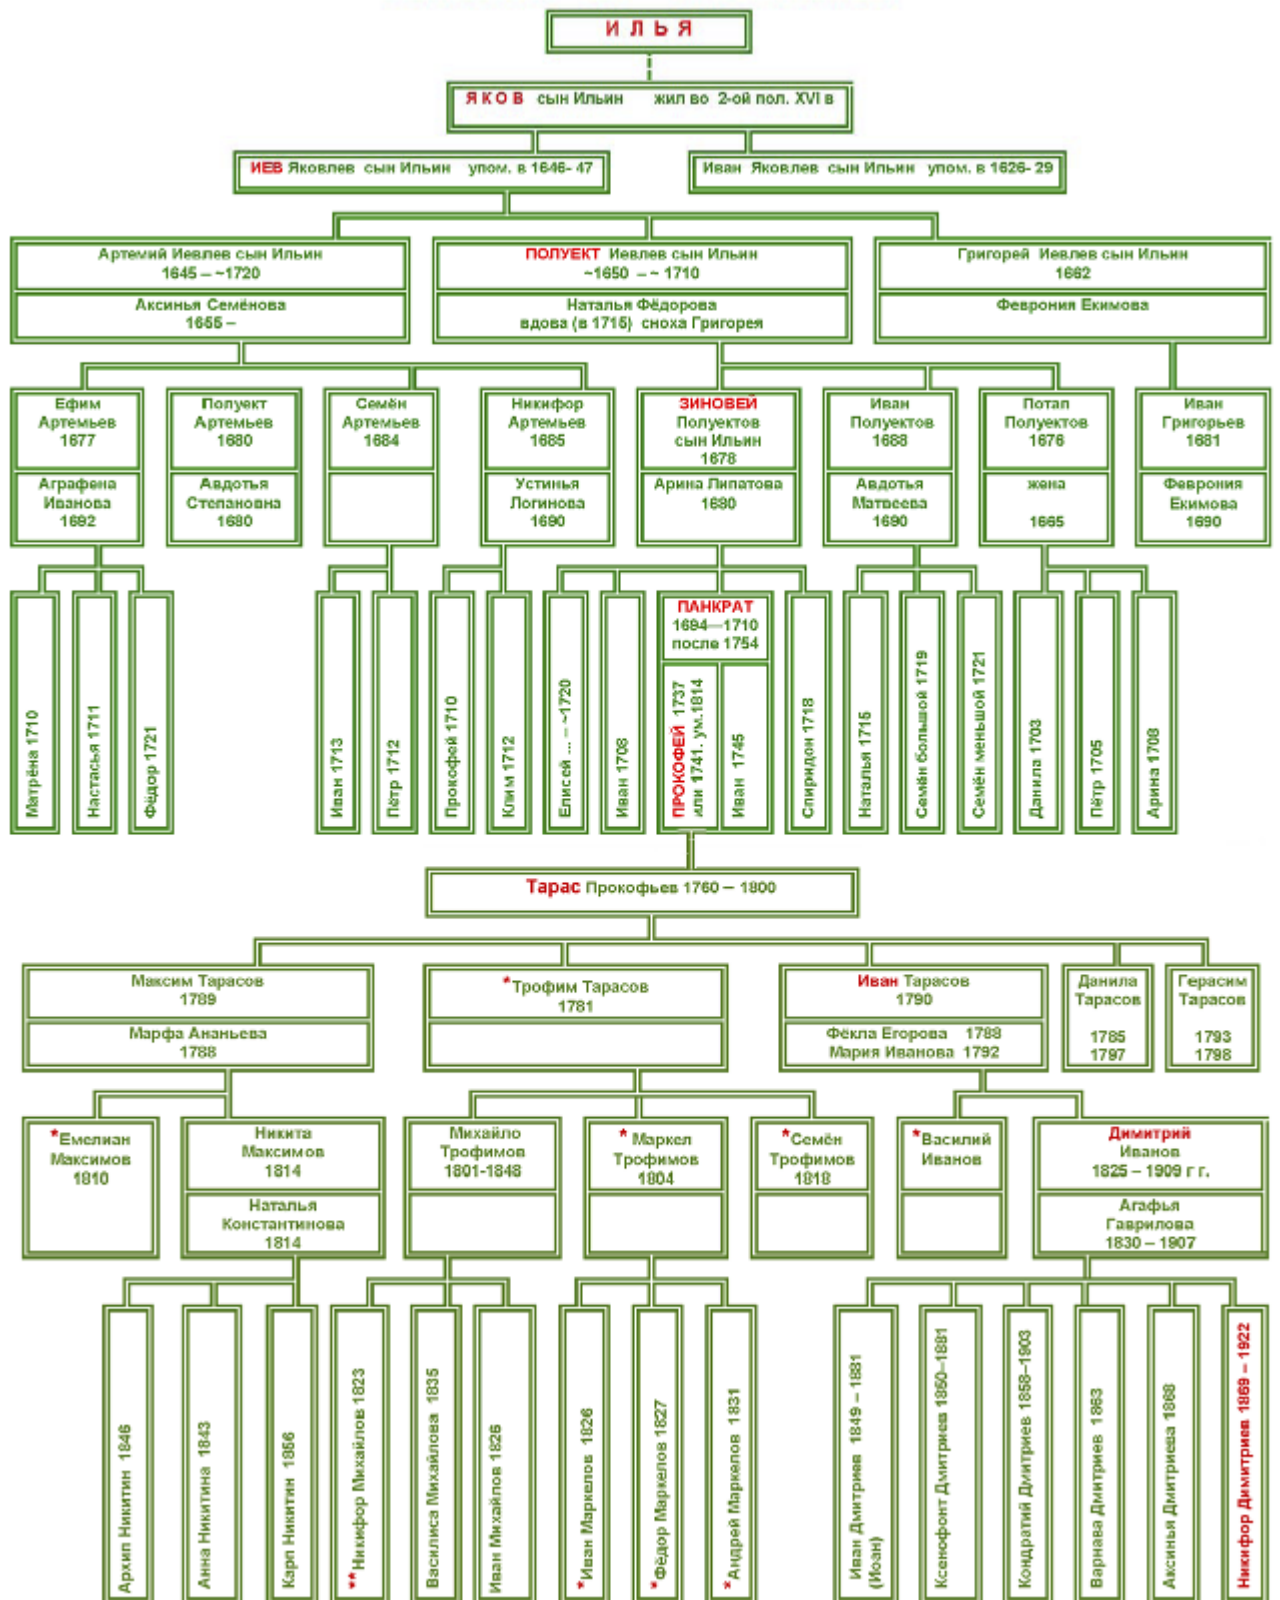 ИЛЬЯ
ЯКОВ сын Ильин жил во 2-ой пол. XVI в
ИЕВ Яковлев сын Ильин упом. в 1646- 47
Иван Яковлев сын Ильин упом. в 1626- 29
Артемий Иевлев сын Ильин
1645 – ~1720
Аксинья Семёнова
1655 –
ПОЛУЕКТ Иевлев сын Ильин
~1650 – ~ 1710
Наталья Фёдорова
вдова (в 1715) сноха Григорея
Григорей Иевлев сын Ильин
1662
Феврония Екимова
Ефим
Артемьев
1677
Аграфена
Иванова
1692
Полуект
Артемьев
1680
Авдотья
Степановна
1680
Семён
Артемьев
1684
Никифор
Артемьев
1685
Устинья
Логинова
1690
ЗИНОВЕЙ
Полуектов
сын Ильин
1678
Арина Липатова
1680
Иван
Полуектов
1688
Авдотья
Матвеева
1690
Потап
Полуектов
1676
жена
1665
Иван
Григорьев
1681
Феврония
Екимова
1690
Матрёна 1710
Настасья 1711
Фёдор 1721
Иван 1713
Пётр 1712
Прокофей 1710
Клим 1712
Елисей ... – ~1720
Иван 1708
ПАНКРАТ
1694—1710
после 1754
ПРОКОФЕЙ 1737
или 1741. ум.1814
Иван 1745
Спиридон 1718
Наталья 1715
Семён большой 1719
Семён меньшой 1721
Данила 1703
Пётр 1705
Арина 1708
Тарас Прокофьев 1760 – 1800
Максим Тарасов
1789
Марфа Ананьева
1788
*Трофим Тарасов
1781
Иван Тарасов
1790
Фёкла Егорова 1788
Мария Иванова 1792
Данила
Тарасов
1785
1797
Герасим
Тарасов
1793
1798
*Емелиан
Максимов
1810
Никита
Максимов
1814
Наталья
Константинова
1814
Михайло
Трофимов
1801-1848
* Маркел
Трофимов
1804
*Семён
Трофимов
1818
*Василий
Иванов
Димитрий
Иванов
1825 – 1909 г г.
Агафья
Гаврилова
1830 – 1907
Архип Никитин 1846
Анна Никитина 1843
Карп Никитин 1856
**Никифор Михайлов 1823
Василиса Михайлова 1835
Иван Михайлов 1826
*Иван Маркелов 1826
*Фёдор Маркелов 1827
*Андрей Маркелов 1831
Иван Дмитриев 1849 – 1881
(Иоан)
Ксенофонт Дмитриев 1850–1881
Кондратий Дмитриев 1858–1903
Варнава Дмитриев 1863
Аксинья Дмитриева 1868
Никифор Димитриев 1869 – 1922